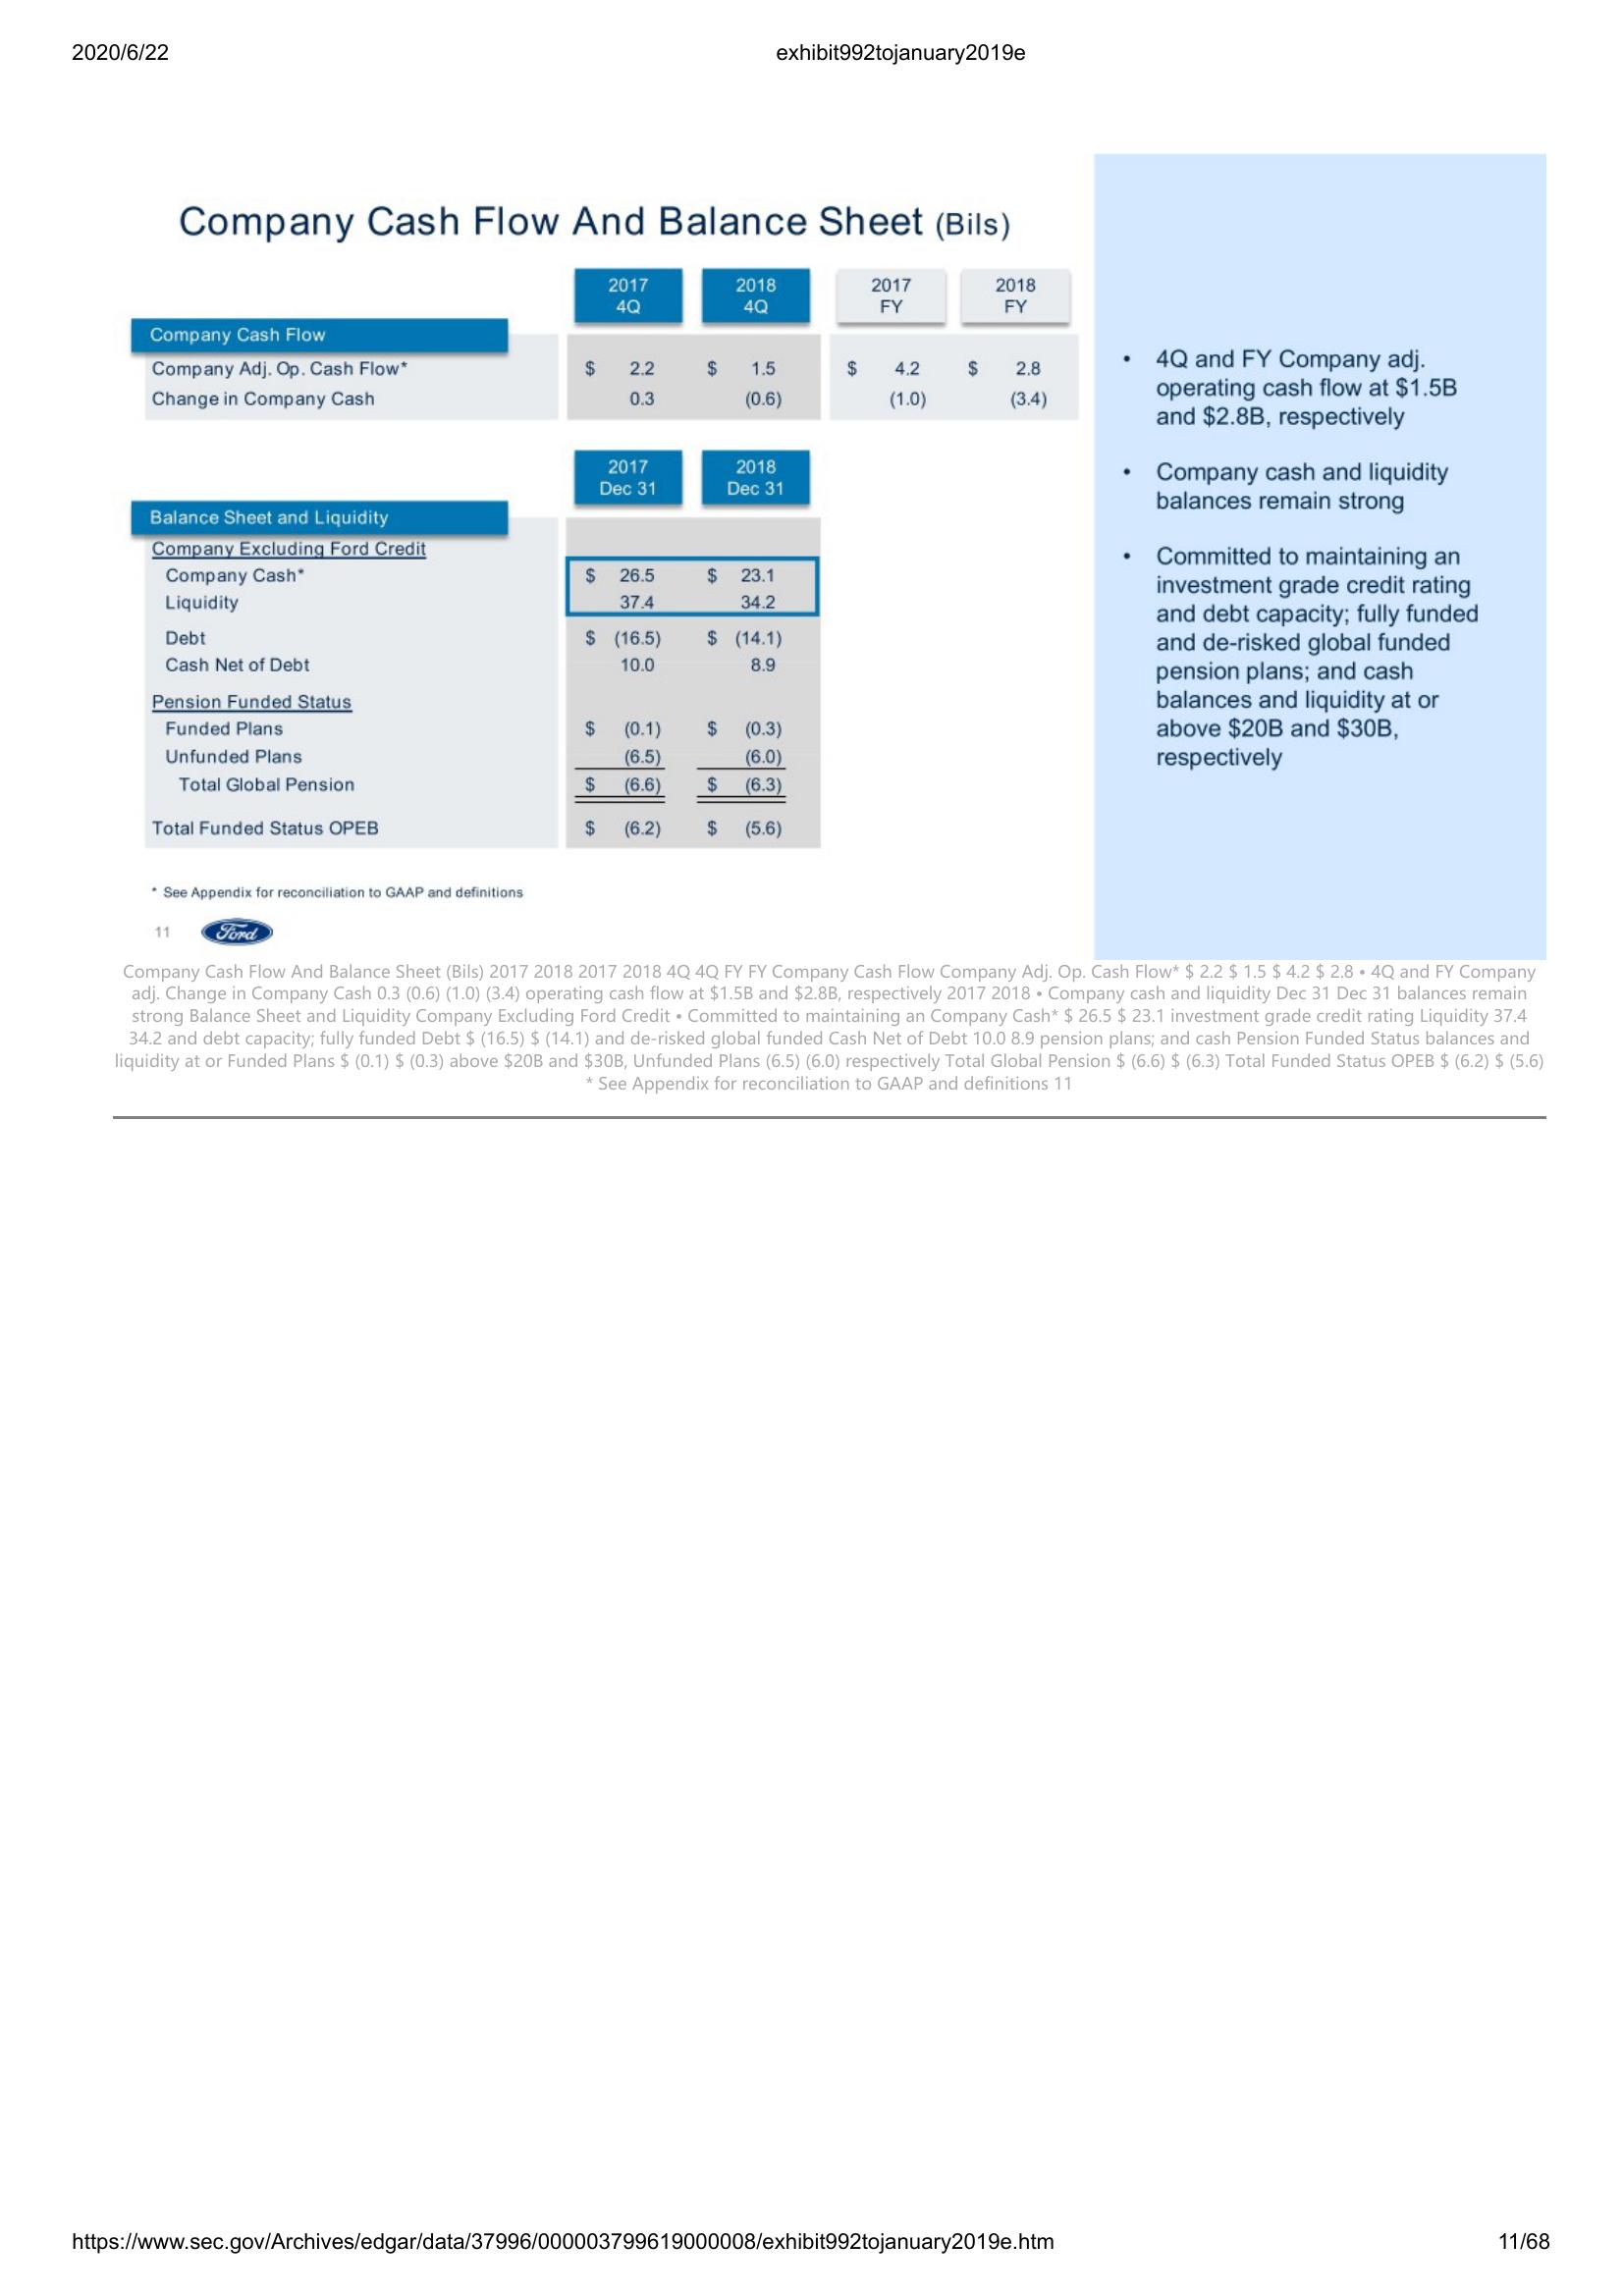 2020/6/22 exhibit992tojanuary2019e
Company Cash Flow And Balance Sheet (Bils)
2017 4Q 2018 4Q 2017 FY 2018 FY
Company Cash Flow
Company Adj. Op. Cash Flow* $ 2.2 $ 1.5 $ 4.2 $ 2.8
Change in Company Cash 0.3 (0.6) (1.0) (3.4)
2017 Dec 31 2018 Dec 31
Balance Sheet and Liquidity
Company Excluding Ford Credit
Company Cash* $ 26.5 $ 23.1
Liquidity 37.4 34.2
Debt $ (16.5) $ (14.1)
Cash Net of Debt 10.0 8.9
Pension Funded Status
Funded Plans $ (0.1) $ (0.3)
Unfunded Plans (6.5) (6.0)
Total Global Pension $ (6.6) $ (6.3)
Total Funded Status OPEB $ (6.2) $ (5.6)
* See Appendix for reconciliation to GAAP and definitions
11 Ford
• 4Q and FY Company adj.
operating cash flow at $1.5B
and $2.8B, respectively
• Company cash and liquidity
balances remain strong
• Committed to maintaining an
investment grade credit rating
and debt capacity; fully funded
and de-risked global funded
pension plans; and cash
balances and liquidity at or
above $20B and $30B,
respectively
Company Cash Flow And Balance Sheet (Bils) 2017 2018 2017 2018 4Q 4Q FY FY Company Cash Flow Company Adj. Op. Cash Flow* $ 2.2 $ 1.5 $ 4.2 $ 2.8 • 4Q and FY Company
adj. Change in Company Cash 0.3 (0.6) (1.0) (3.4) operating cash flow at $1.5B and $2.8B, respectively 2017 2018 • Company cash and liquidity Dec 31 Dec 31 balances remain
strong Balance Sheet and Liquidity Company Excluding Ford Credit • Committed to maintaining an Company Cash* $ 26.5 $ 23.1 investment grade credit rating Liquidity 37.4
34.2 and debt capacity; fully funded Debt $ (16.5) $ (14.1) and de-risked global funded Cash Net of Debt 10.0 8.9 pension plans; and cash Pension Funded Status balances and
liquidity at or Funded Plans $ (0.1) $ (0.3) above $20B and $30B, Unfunded Plans (6.5) (6.0) respectively Total Global Pension $ (6.6) $ (6.3) Total Funded Status OPEB $ (6.2) $ (5.6)
* See Appendix for reconciliation to GAAP and definitions 11
https://www.sec.gov/Archives/edgar/data/37996/000003799619000008/exhibit992tojanuary2019e.htm 11/68